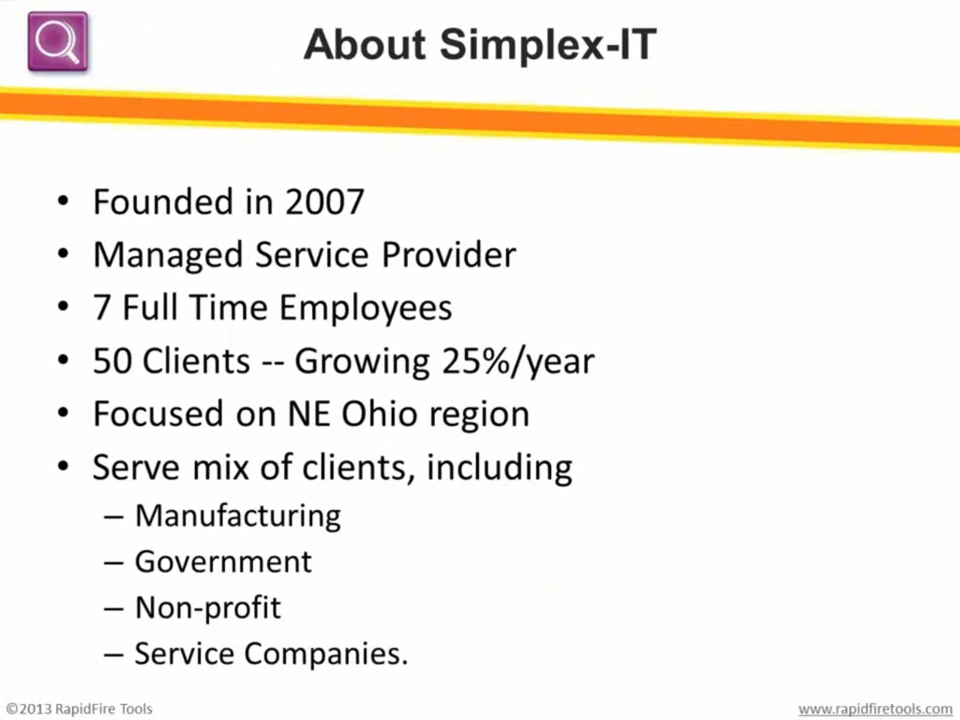 About Simplex-IT
• Founded in 2007
• Managed Service Provider
• 7 Full Time Employees
• 50 Clients -- Growing 25%/year
• Focused on NE Ohio region
• Serve mix of clients, including
– Manufacturing
– Government
– Non-profit
– Service Companies.
©2013 RapidFire Tools
www.rapidfiretools.com